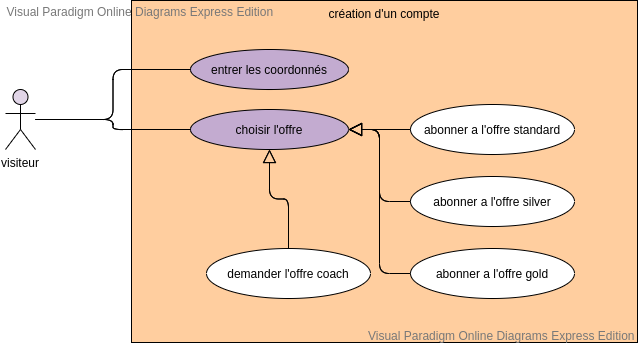 Visual Paradigm Online Diagrams Express Edition
création d'un compte
entrer les coordonnés
choisir l'offre
abonner a l'offre standard
visiteur
abonner a l'offre silver
demander l'offre coach
abonner a l'offre gold
Visual Paradigm Online Diagrams Express Edition